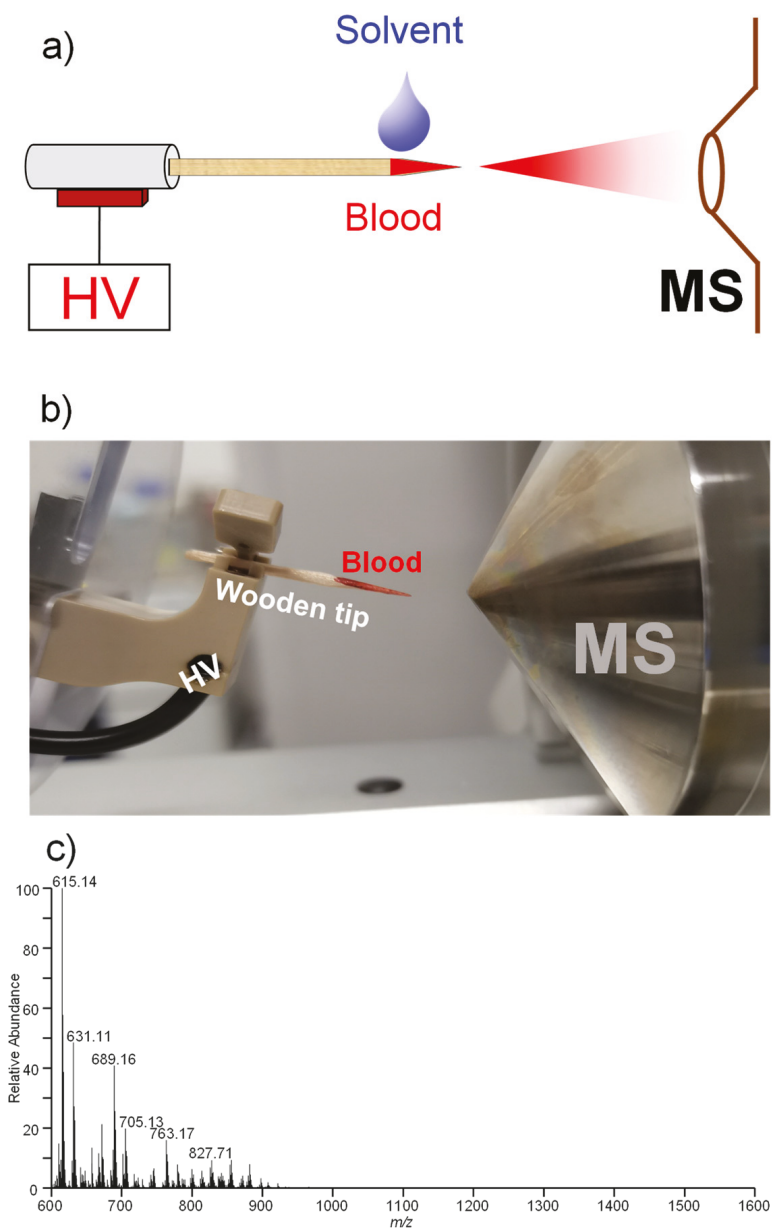 a)
Solvent
Blood
HV
MS
b)
Blood
Wooden tip
HV
MS
c)
615.14
100
80
631.11
60
689.16
40
705.13
763.17
20
827.71
0
Relative Abundance
600 700 800 900 1000 1100 1200 1300 1400 1500 1600
m/z